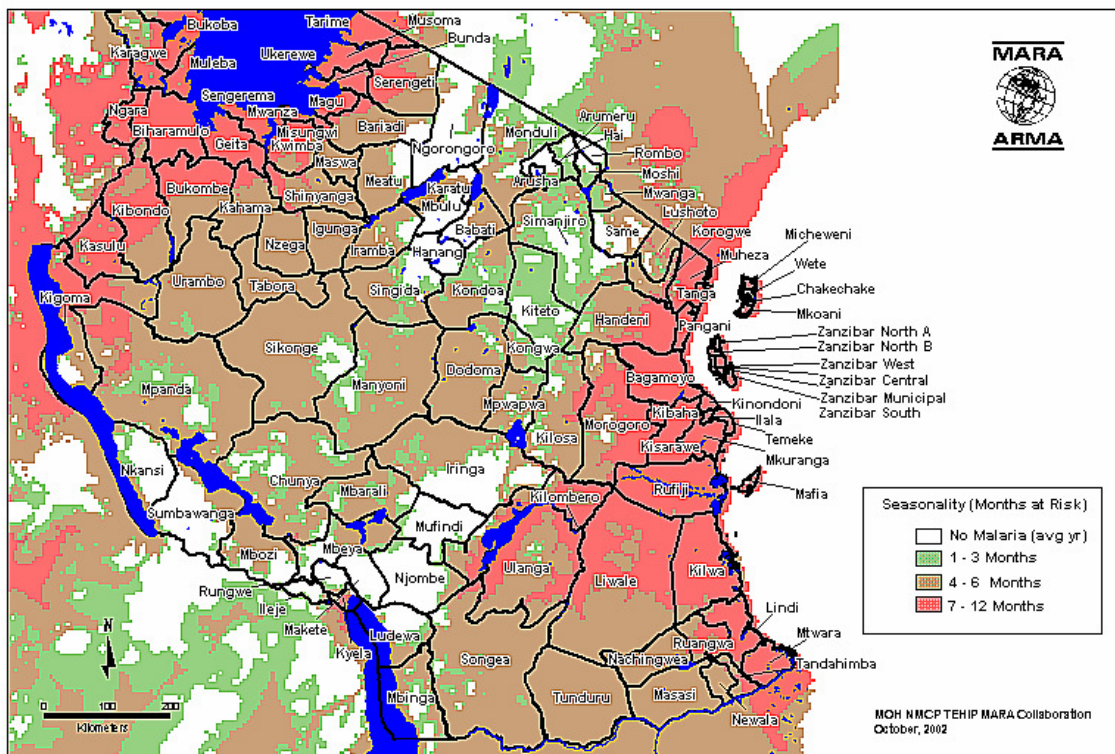 Bukoba
Tarime
Musoma
Karagwe
Ukerewe
Bunda
Muleba
Serengeti
Sengerema
Ngara
Mwanza
Magu
Biharamulo
Misungwi
Bariadi
Geita
Kwimba
Ngorongoro
Monduli
Arumeru
Hai
Maswa
Rombo
Bukombe
Meatu
Karatu
Arusha
Moshi
Kibondo
Kahama
Shinyanga
Mbulu
Mwanga
Igunga
Babati
Simanjiro
Lushoto
Kasulu
Nzega
Iramba
Hanang
Same
Korogwe
Micheweni
Muheza
Wete
Urambo
Tabora
Singida
Kondoa
Chakechake
Kigoma
Kiteto
Handeni
Tanga
Mkoani
Pangani
Zanzibar North A
Sikonge
Kongwa
Zanzibar North B
Dodoma
Zanzibar West
Mpanda
Manyoni
Bagamoyo
Zanzibar Central
Zanzibar Municipal
Zanzibar South
Mpwapwa
Kinondoni
Kibaha
Ilala
Morogoro
Kilosa
Kisarawe
Temeke
Nkansi
Iringa
Mkuranga
Chunya
Mbarali
Kilombero
Rufiji
Mafia
Sumbawanga
Mufindi
Mbozi
Mbeya
Njombe
Ulanga
Liwale
Kilwa
Rungwe
Ileje
Makete
Ludewa
Lindi
Kyela
Songea
Ruangwa
Mtwara
Nachingwea
Tandahimba
Mbinga
Tunduru
Masasi
Newala
MARA
ARMA
Seasonality (Months at Risk)
No Malaria (avg yr)
1 - 3 Months
4 - 6 Months
7 - 12 Months
N
0 100 200
Kilometers
MOH NMCP TEHIP MARA Collaboration
October, 2002